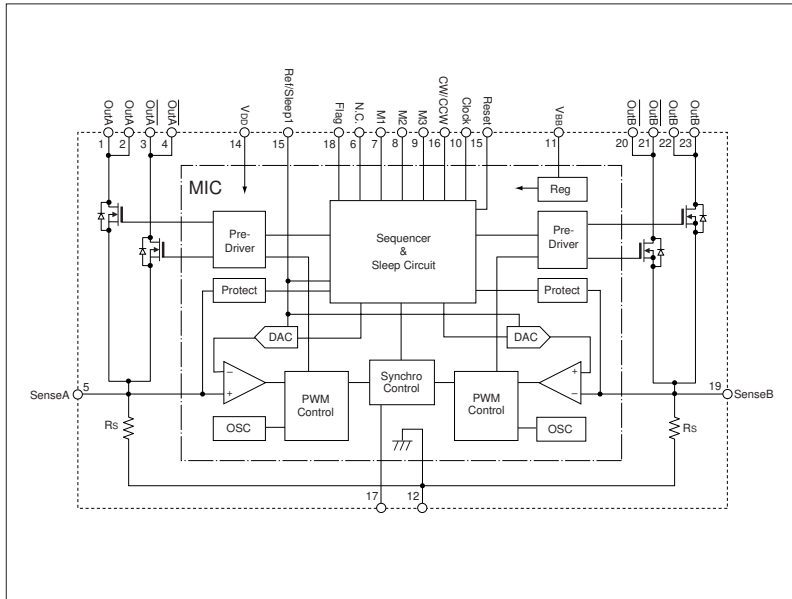 OutA
OutA
OutA
OutA
VDD
Ref/Sleep1
Flag
N.C.
M1
M2
M3
CW/CCW
Clock
Reset
VBB
OutB
OutB
OutB
OutB
1
2
3
4
14
15
18
6
7
8
9
16
10
15
11
20
21
22
23
MIC
Reg
Pre-
Driver
Sequencer
&
Sleep Circuit
Pre-
Driver
Protect
Protect
DAC
DAC
SenseA
5
−
+
+
−
19
SenseB
Synchro
Control
PWM
Control
PWM
Control
Rs
OSC
OSC
Rs
17
12